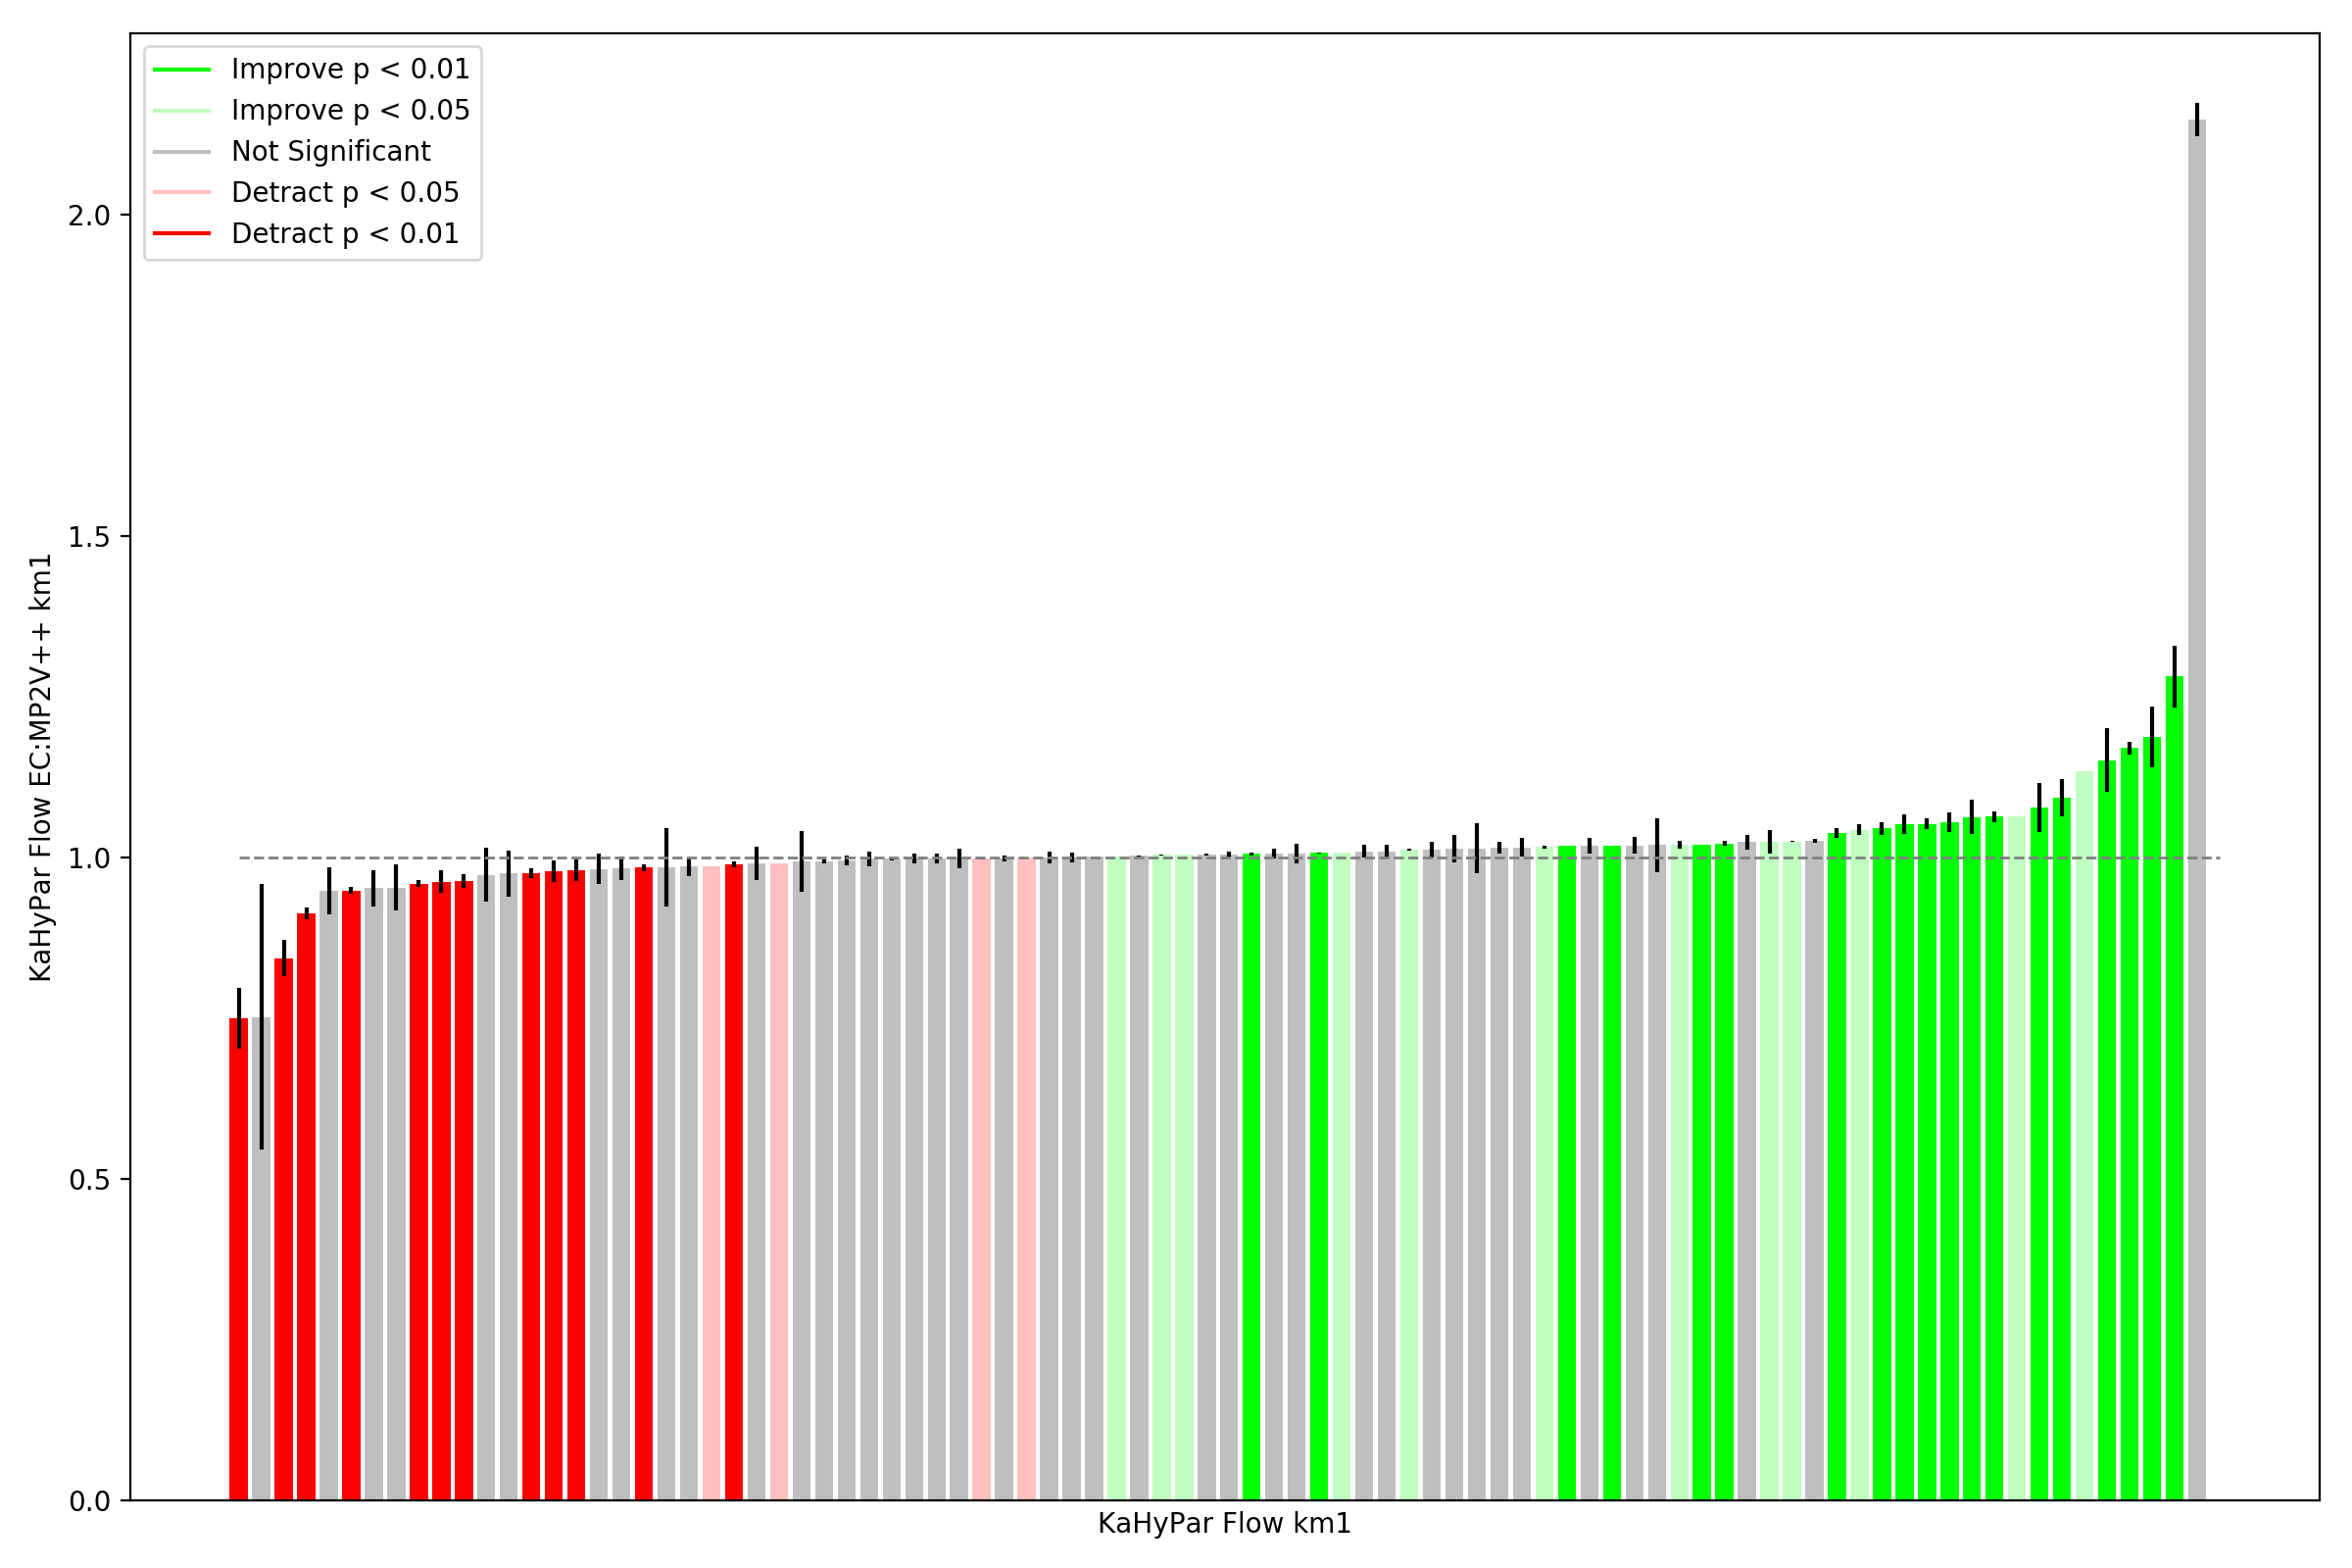 Improve p < 0.01
Improve p < 0.05
Not Significant
Detract p < 0.05
Detract p < 0.01
2.0
1.5
1.0
0.5
0.0
KaHyPar Flow EC:MP2V++ km1
KaHyPar Flow km1